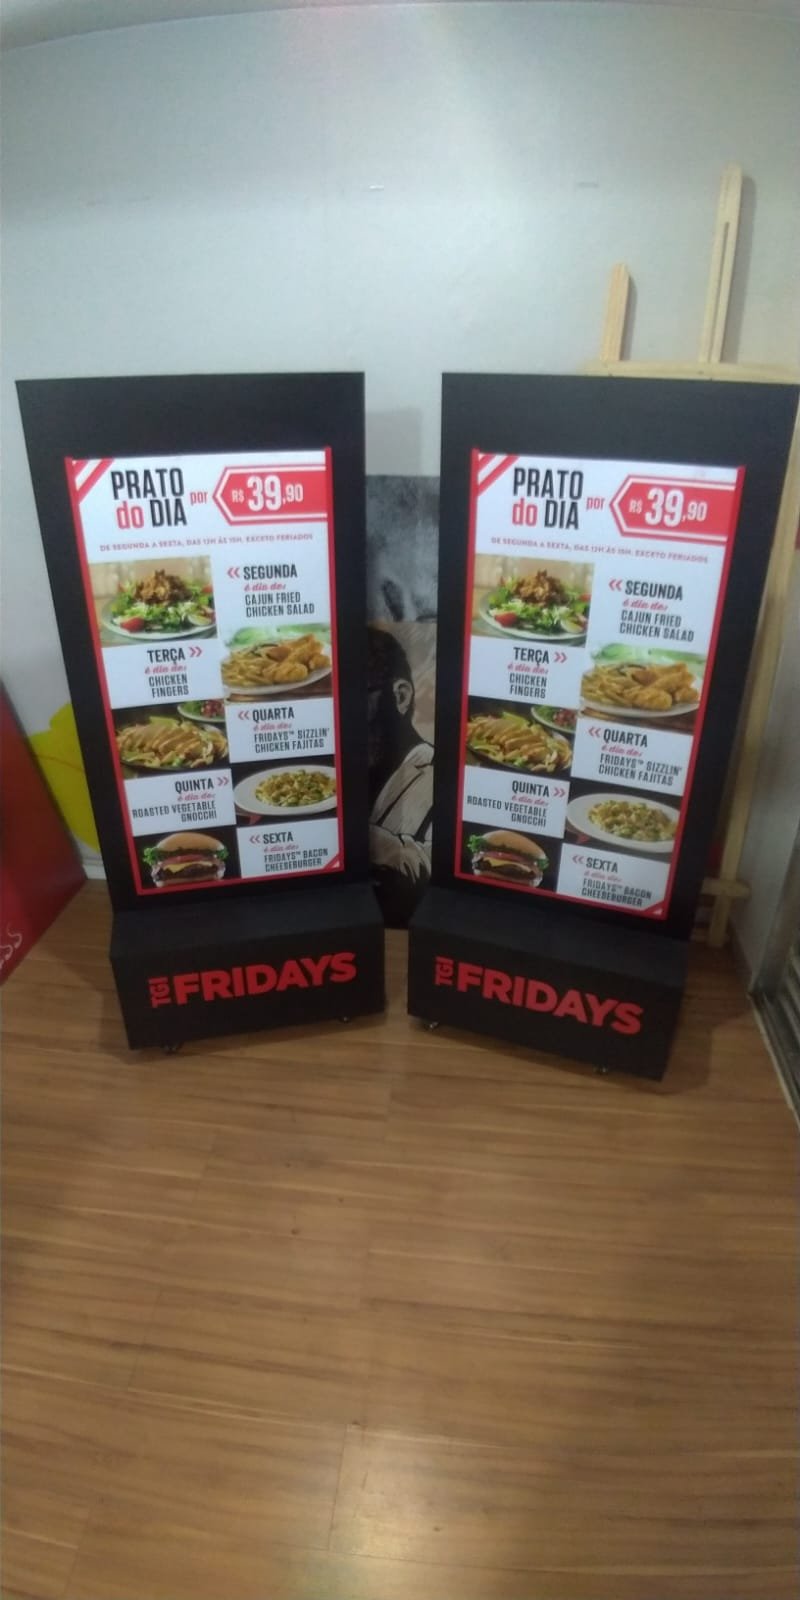 PRATO
do DIA
por
R$ 39,90
DE SEGUNDA A SEXTA, DAS 12H ÀS 15H, EXCETO FERIADOS
« SEGUNDA
é dia de:
CAJUN FRIED
CHICKEN SALAD
TERÇA »
é dia de:
CHICKEN
FINGERS
« QUARTA
é dia de:
FRIDAYS™ SIZZLIN'
CHICKEN FAJITAS
QUINTA »
é dia de:
ROASTED VEGETABLE
GNOCCHI
« SEXTA
é dia de:
FRIDAYS™ BACON
CHEESEBURGER
TGI FRIDAYS
PRATO
do DIA
por
R$ 39,90
DE SEGUNDA A SEXTA, DAS 12H ÀS 15H, EXCETO FERIADOS
« SEGUNDA
é dia de:
CAJUN FRIED
CHICKEN SALAD
TERÇA »
é dia de:
CHICKEN
FINGERS
« QUARTA
é dia de:
FRIDAYS™ SIZZLIN'
CHICKEN FAJITAS
QUINTA »
é dia de:
ROASTED VEGETABLE
GNOCCHI
« SEXTA
é dia de:
FRIDAYS™ BACON
CHEESEBURGER
TGI FRIDAYS